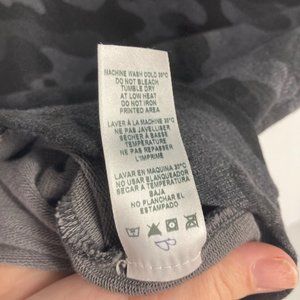 MACHINE WASH COLD 30°C
DO NOT BLEACH
TUMBLE DRY
AT LOW HEAT
DO NOT IRON
PRINTED AREA
LAVER À LA MACHINE 30°C
NE PAS JAVELLISER
SÉCHER À BASSE
TEMPÉRATURE
NE PAS REPASSER
L'IMPRIMÉ
LAVAR EN MÁQUINA 30°C
NO USAR BLANQUEADOR
SECAR A TEMPERATURA
BAJA
NO PLANCHAR EL
ESTAMPADO